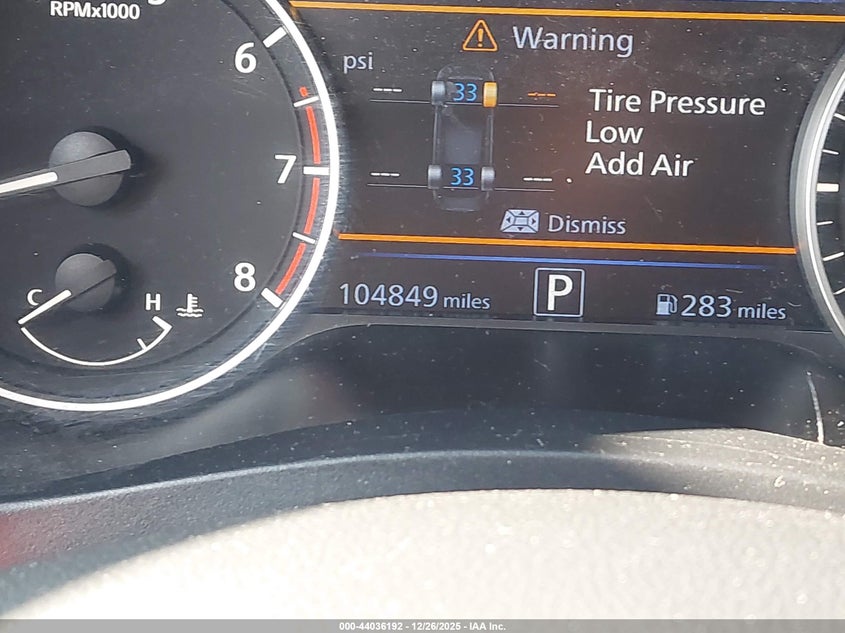 RPMx1000
6
7
8
C
H
Warning
psi
--- 33 ---
--- 33 ---
Tire Pressure
Low
Add Air
Dismiss
104849 miles
P
283 miles
000-44036192 - 12/26/2025 - IAA Inc.